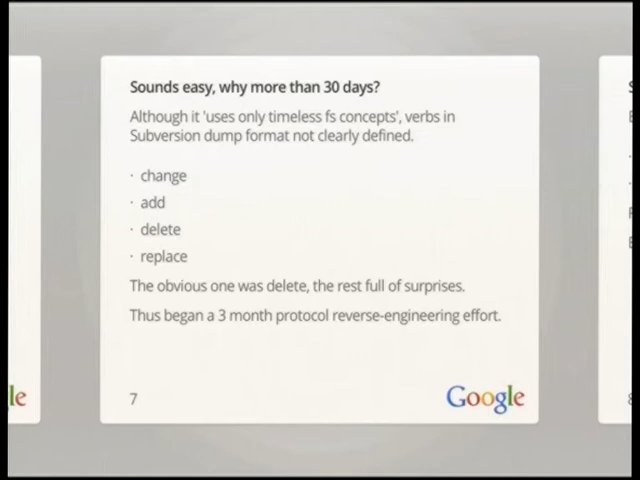 Sounds easy, why more than 30 days?
Although it 'uses only timeless fs concepts', verbs in
Subversion dump format not clearly defined.
· change
· add
· delete
· replace
The obvious one was delete, the rest full of surprises.
Thus began a 3 month protocol reverse-engineering effort.
7
Google
le